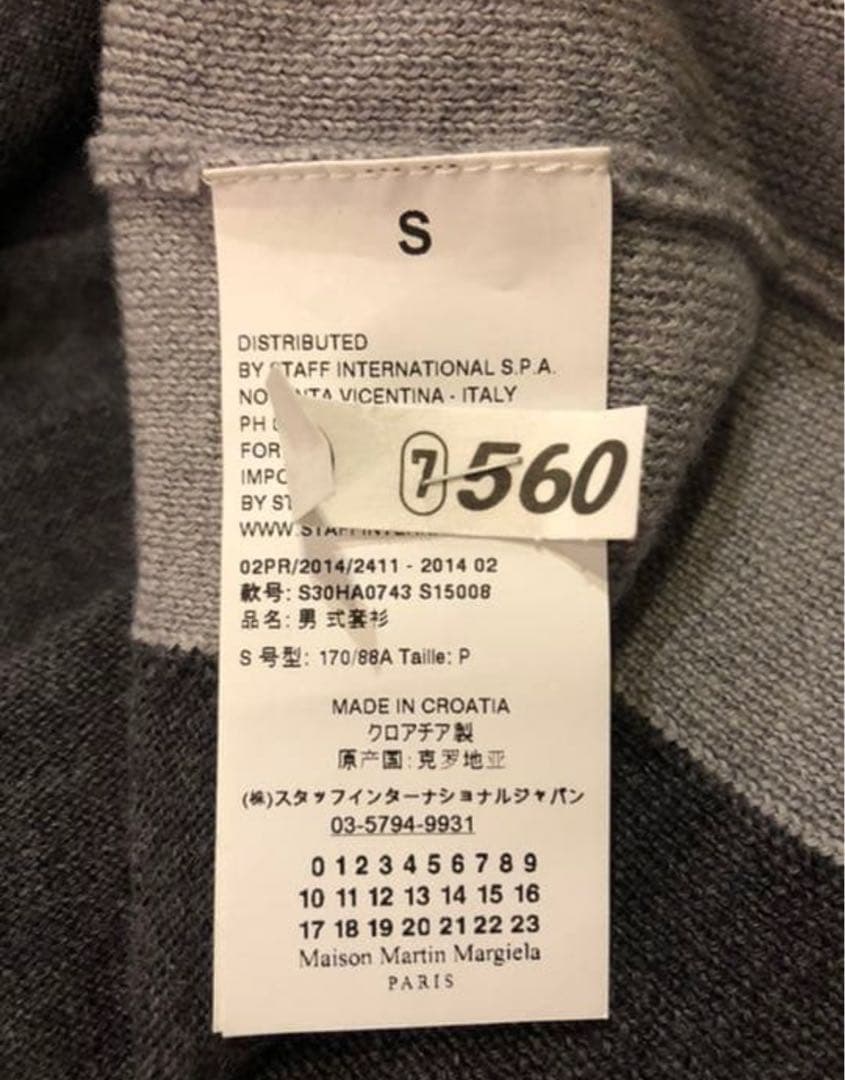 S
DISTRIBUTED
BY STAFF INTERNATIONAL S.P.A.
VICENTINA - ITALY
PH
FOR
BY
7 560
WWW.
02PR/2014/2411 - 2014 02
款号: S30HA0743 S15008
品名: 男 式套衫
S 号型: 170/88A Taille: P
MADE IN CROATIA
クロアチア製
原产国: 克罗地亚
(株)スタッフインターナショナルジャパン
03-5794-9931
0 1 2 3 4 5 6 7 8 9
10 11 12 13 14 15 16
17 18 19 20 21 22 23
Maison Martin Margiela
PARIS